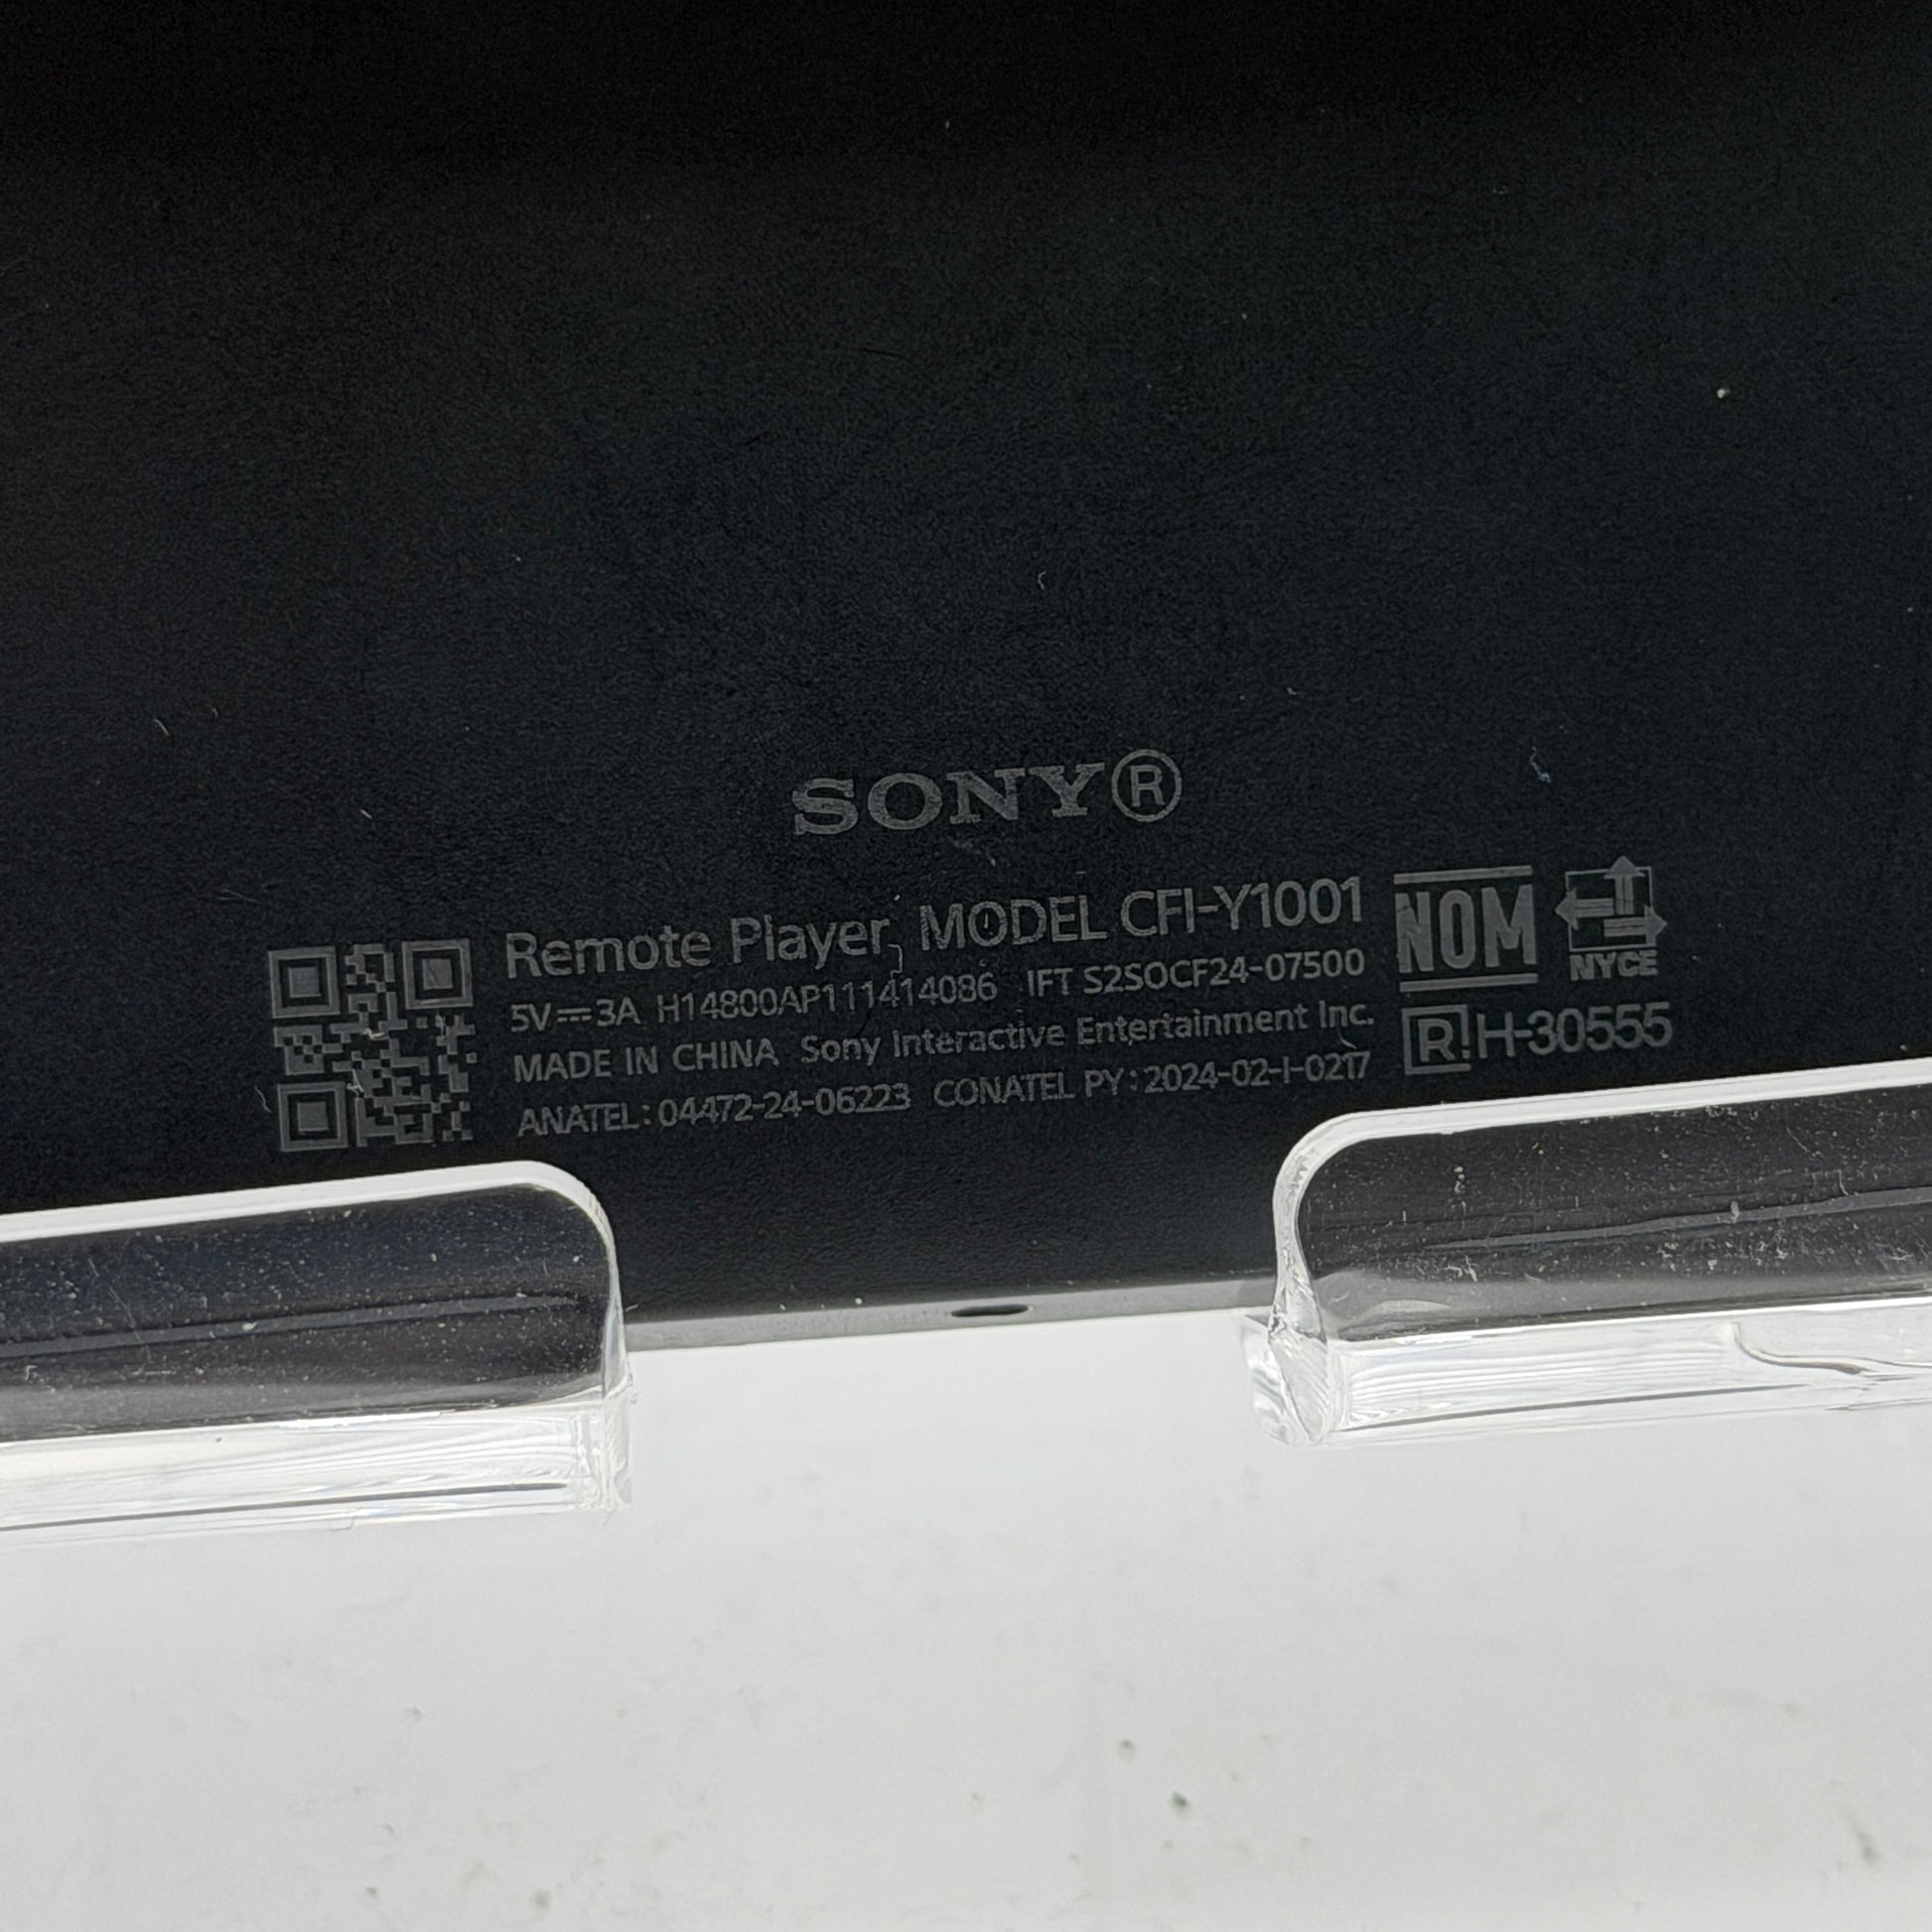 SONY®
Remote Player, MODEL CFI-Y1001
5V⎓3A H14800AP111414086 IFT S2SOCF24-07500
MADE IN CHINA Sony Interactive Entertainment Inc.
ANATEL: 04472-24-06223 CONATEL PY: 2024-02-I-0217
NOM
NYCE
R! H-30555